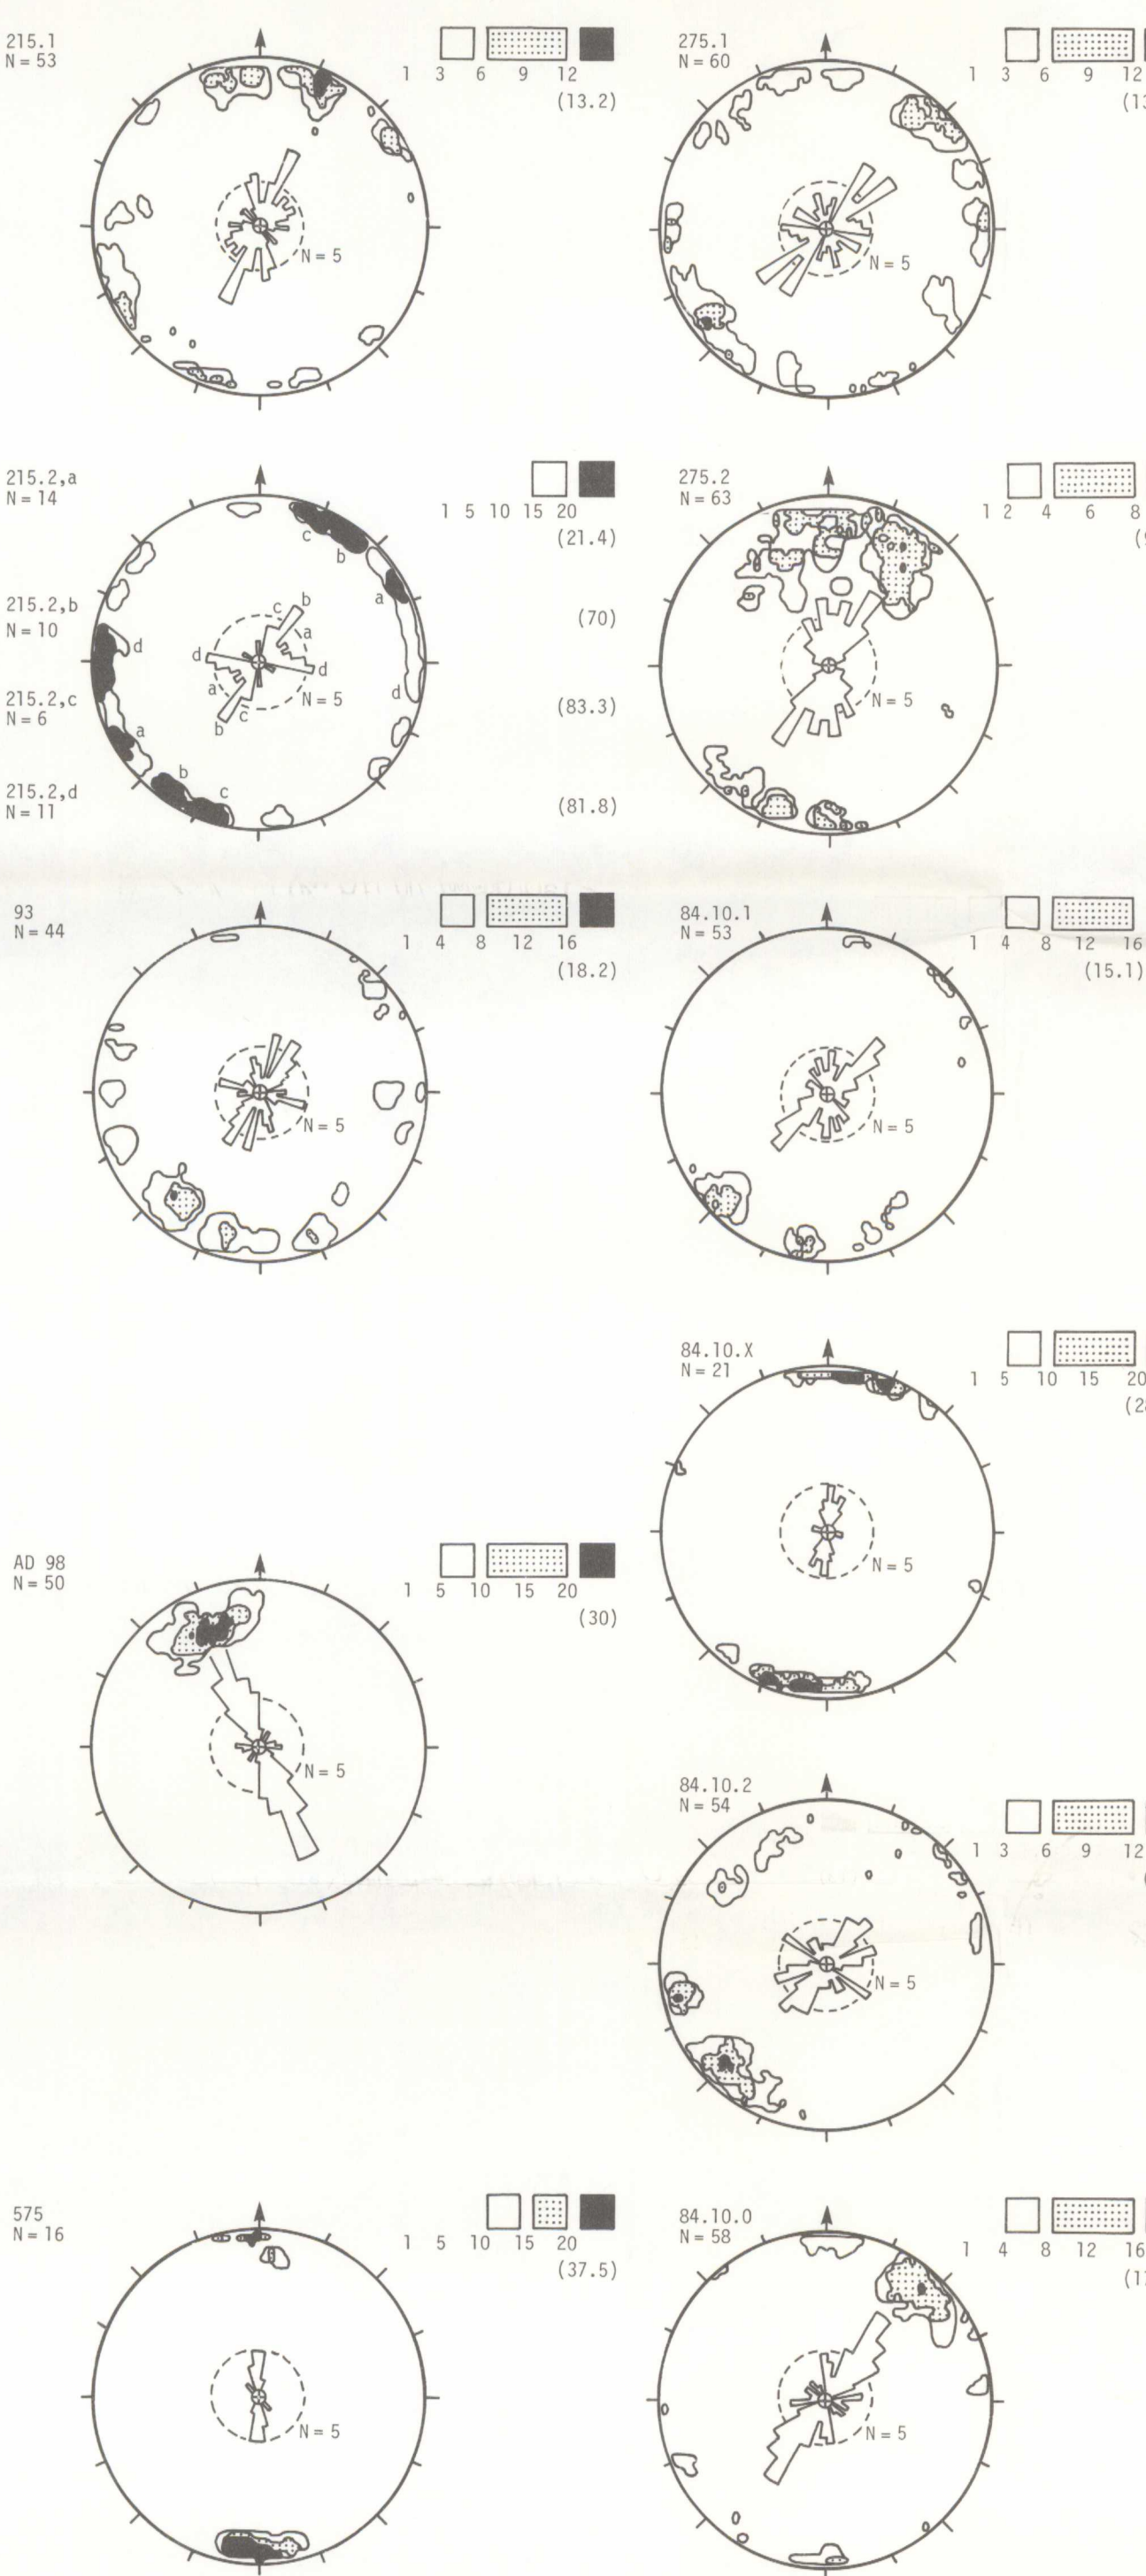 215.1
N = 53
1 3 6 9 12
(13.2)
N = 5
275.1
N = 60
1 3 6 9 12
N = 5
215.2,a
N = 14
1 5 10 15 20
(21.4)
215.2,b
N = 10
(70)
215.2,c
N = 6
(83.3)
215.2,d
N = 11
(81.8)
c
b
a
d
d
a
b
c
c
b
a
d
d
a
b
c
N = 5
275.2
N = 63
1 2 4 6 8
N = 5
93
N = 44
1 4 8 12 16
(18.2)
N = 5
84.10.1
N = 53
1 4 8 12 16
(15.1)
N = 5
84.10.X
N = 21
1 5 10 15 20
N = 5
AD 98
N = 50
1 5 10 15 20
(30)
N = 5
84.10.2
N = 54
1 3 6 9 12
N = 5
575
N = 16
1 5 10 15 20
(37.5)
N = 5
84.10.0
N = 58
1 4 8 12 16
N = 5